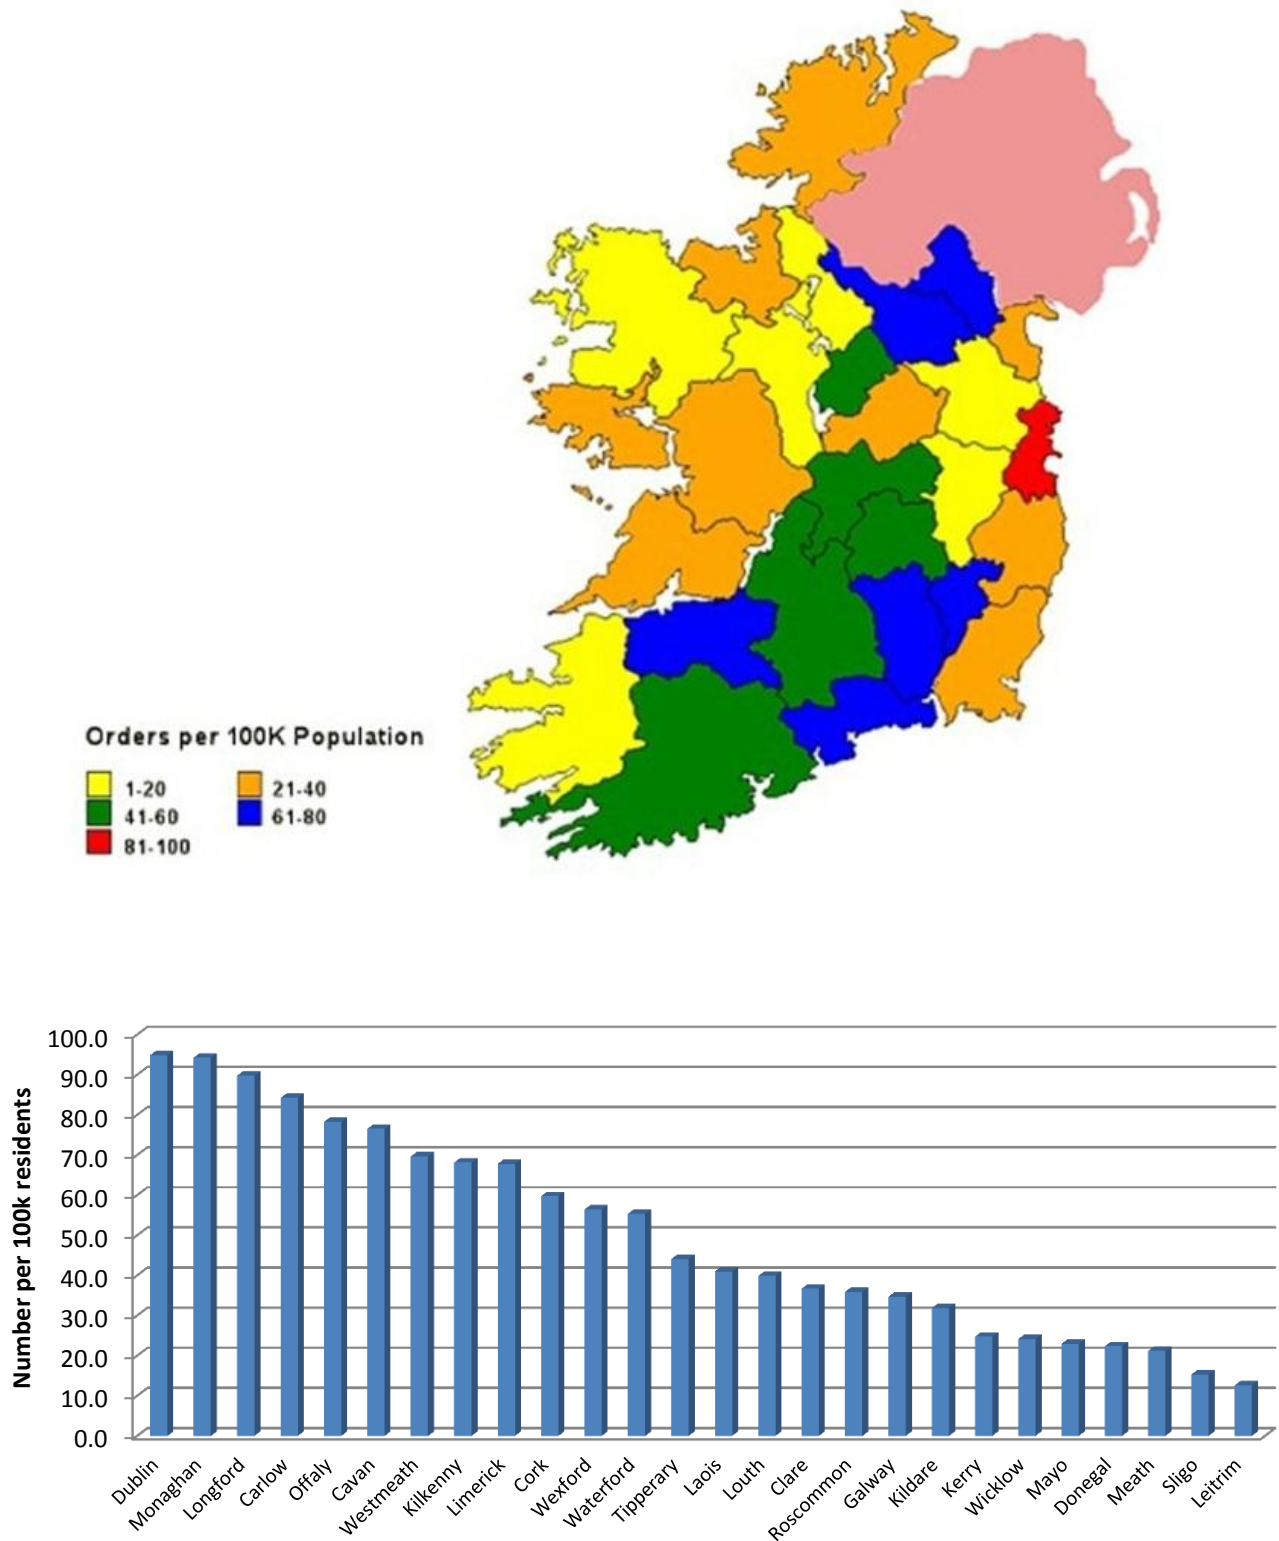 Orders per 100K Population
1-20 21-40
41-60 61-80
81-100
Number per 100k residents
100.0
90.0
80.0
70.0
60.0
50.0
40.0
30.0
20.0
10.0
0.0
Dublin
Monaghan
Longford
Carlow
Offaly
Cavan
Westmeath
Kilkenny
Limerick
Cork
Wexford
Waterford
Tipperary
Laois
Louth
Clare
Roscommon
Galway
Kildare
Kerry
Wicklow
Mayo
Donegal
Meath
Sligo
Leitrim